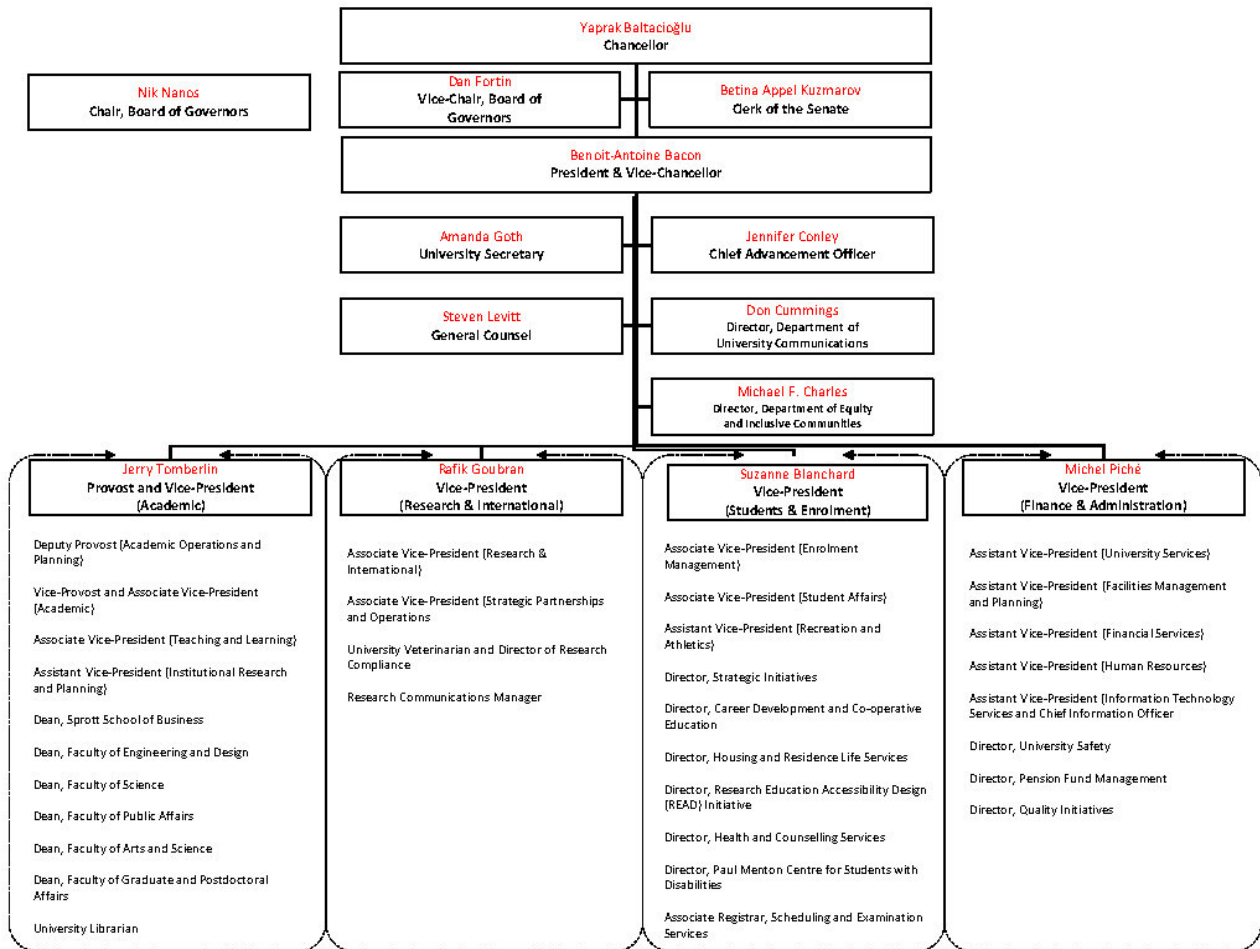 Yaprak Baltacioğlu
Chancellor
Nik Nanos
Chair, Board of Governors
Dan Fortin
Vice-Chair, Board of
Governors
Betina Appel Kuzmarov
Clerk of the Senate
Benoit-Antoine Bacon
President & Vice-Chancellor
Amanda Goth
University Secretary
Jennifer Conley
Chief Advancement Officer
Steven Levitt
General Counsel
Don Cummings
Director, Department of
University Communications
Michael F. Charles
Director, Department of Equity
and Inclusive Communities
Jerry Tomberlin
Provost and Vice-President
(Academic)
Deputy Provost (Academic Operations and
Planning)
Vice-Provost and Associate Vice-President
(Academic)
Associate Vice-President (Teaching and Learning)
Assistant Vice-President (Institutional Research
and Planning)
Dean, Sprott School of Business
Dean, Faculty of Engineering and Design
Dean, Faculty of Science
Dean, Faculty of Public Affairs
Dean, Faculty of Arts and Science
Dean, Faculty of Graduate and Postdoctoral
Affairs
University Librarian
Rafik Goubran
Vice-President
(Research & International)
Associate Vice-President (Research &
International)
Associate Vice-President (Strategic Partnerships
and Operations
University Veterinarian and Director of Research
Compliance
Research Communications Manager
Suzanne Blanchard
Vice-President
(Students & Enrolment)
Associate Vice-President (Enrolment
Management)
Associate Vice-President (Student Affairs)
Assistant Vice-President (Recreation and
Athletics)
Director, Strategic Initiatives
Director, Career Development and Co-operative
Education
Director, Housing and Residence Life Services
Director, Research Education Accessibility Design
(READ) Initiative
Director, Health and Counselling Services
Director, Paul Menton Centre for Students with
Disabilities
Associate Registrar, Scheduling and Examination
Services
Michel Piché
Vice-President
(Finance & Administration)
Assistant Vice-President (University Services)
Assistant Vice-President (Facilities Management
and Planning)
Assistant Vice-President (Financial Services)
Assistant Vice-President (Human Resources)
Assistant Vice-President (Information Technology
Services and Chief Information Officer
Director, University Safety
Director, Pension Fund Management
Director, Quality Initiatives